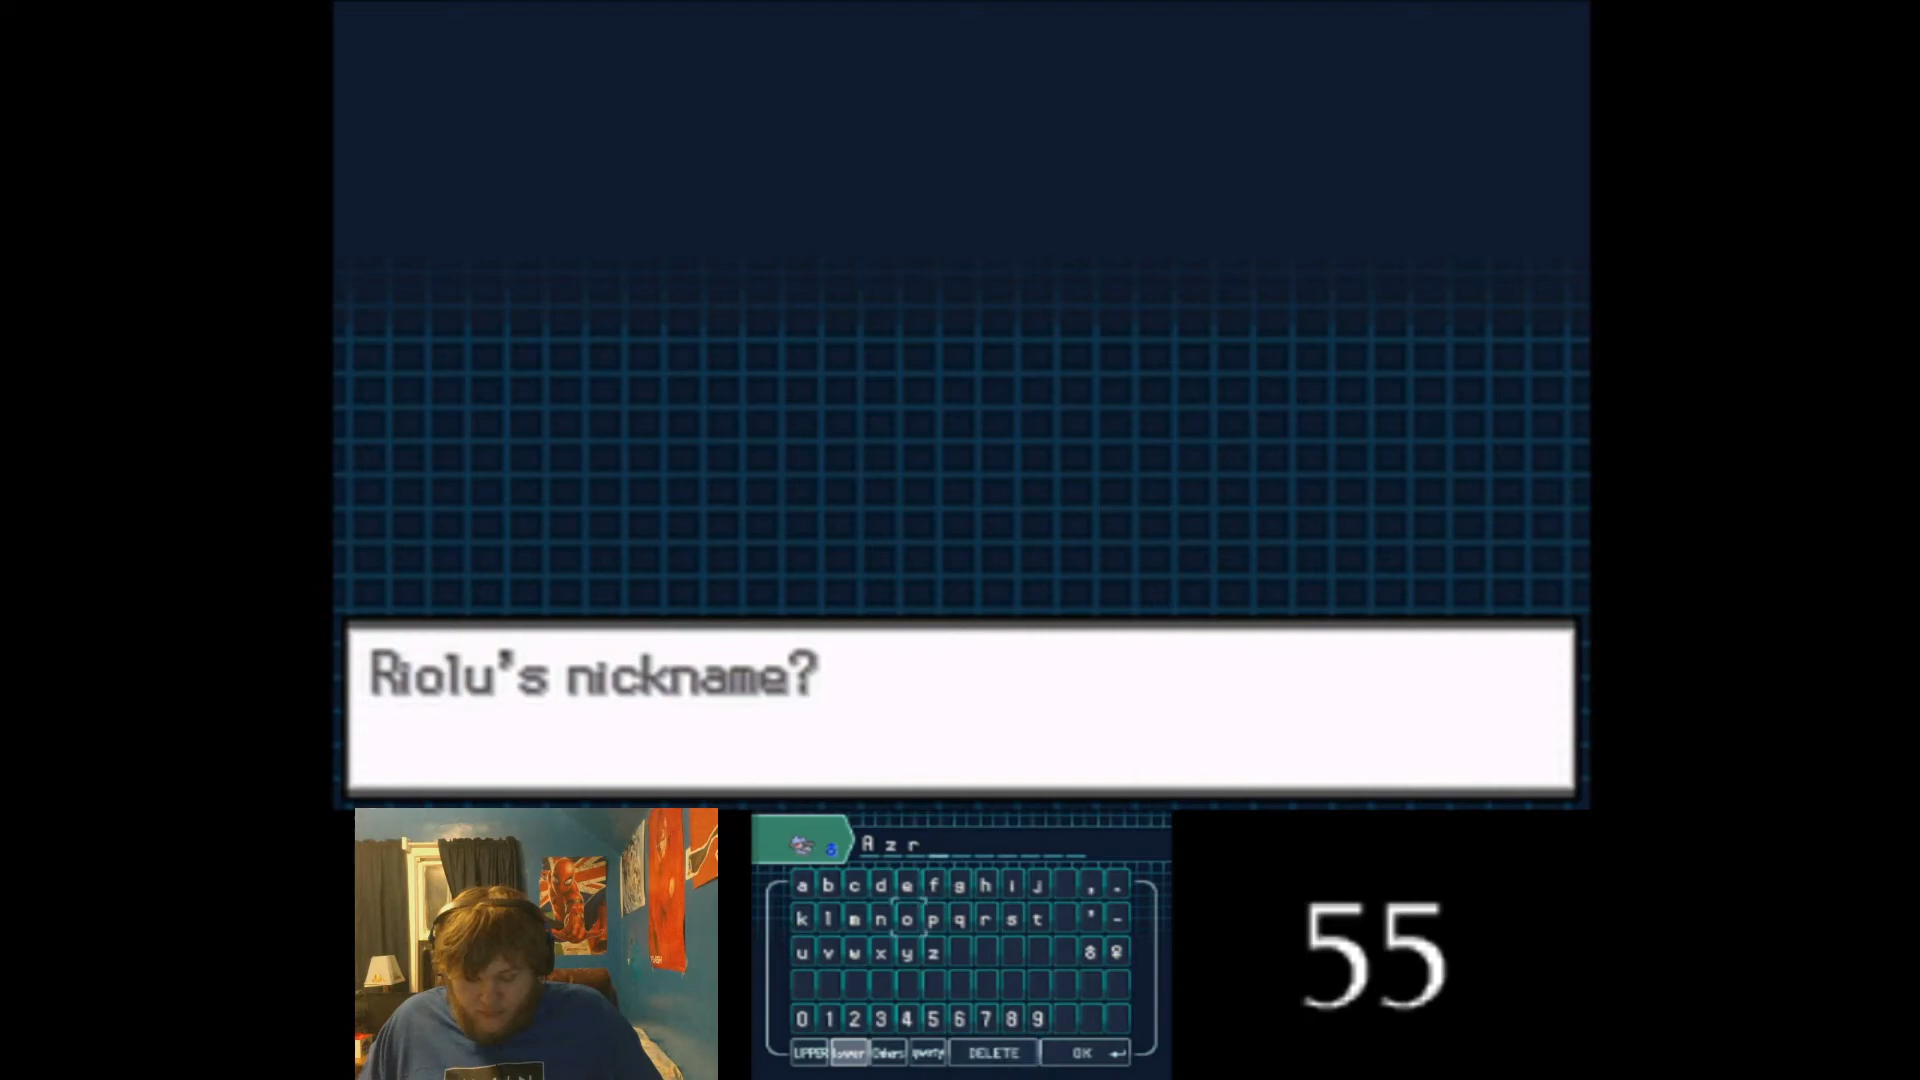 Riolu's nickname?
Azr
a b c d e f g h i j , .
k l m n o p q r s t ' -
u v w x y z ♂ ♀
0 1 2 3 4 5 6 7 8 9
UPPER lower Others qwerty DELETE OK
55